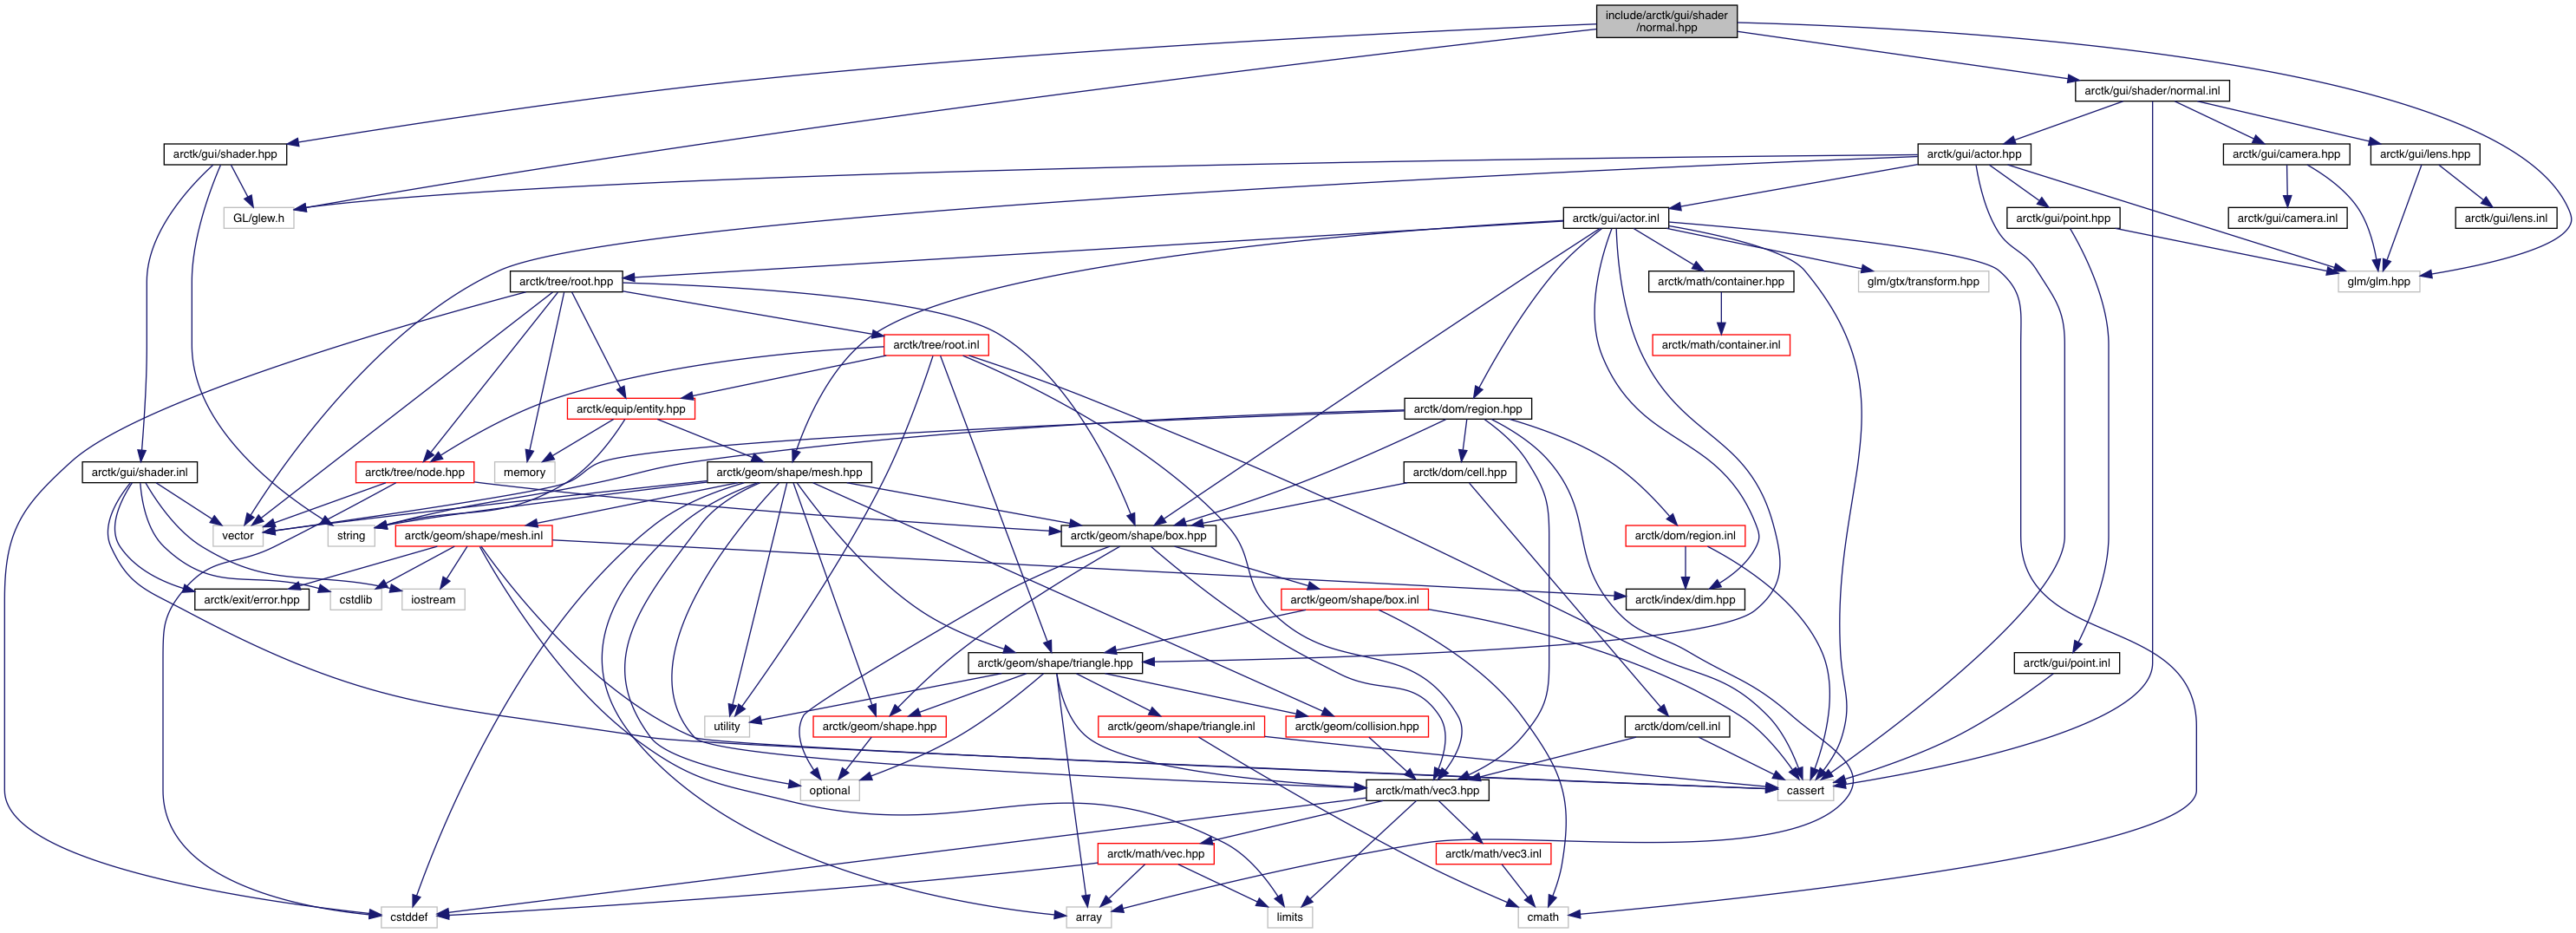 include/arctk/gui/shader
/normal.hpp
arctk/gui/shader/normal.inl
arctk/gui/shader.hpp
arctk/gui/actor.hpp
arctk/gui/camera.hpp
arctk/gui/lens.hpp
GL/glew.h
arctk/gui/actor.inl
arctk/gui/point.hpp
arctk/gui/camera.inl
arctk/gui/lens.inl
arctk/tree/root.hpp
arctk/math/container.hpp
glm/gtx/transform.hpp
glm/glm.hpp
arctk/tree/root.inl
arctk/math/container.inl
arctk/equip/entity.hpp
arctk/dom/region.hpp
arctk/gui/shader.inl
arctk/tree/node.hpp
memory
arctk/geom/shape/mesh.hpp
arctk/dom/cell.hpp
vector
string
arctk/geom/shape/mesh.inl
arctk/geom/shape/box.hpp
arctk/dom/region.inl
arctk/exit/error.hpp
cstdlib
iostream
arctk/geom/shape/box.inl
arctk/index/dim.hpp
arctk/geom/shape/triangle.hpp
arctk/gui/point.inl
utility
arctk/geom/shape.hpp
arctk/geom/shape/triangle.inl
arctk/geom/collision.hpp
arctk/dom/cell.inl
optional
arctk/math/vec3.hpp
cassert
arctk/math/vec.hpp
arctk/math/vec3.inl
cstddef
array
limits
cmath